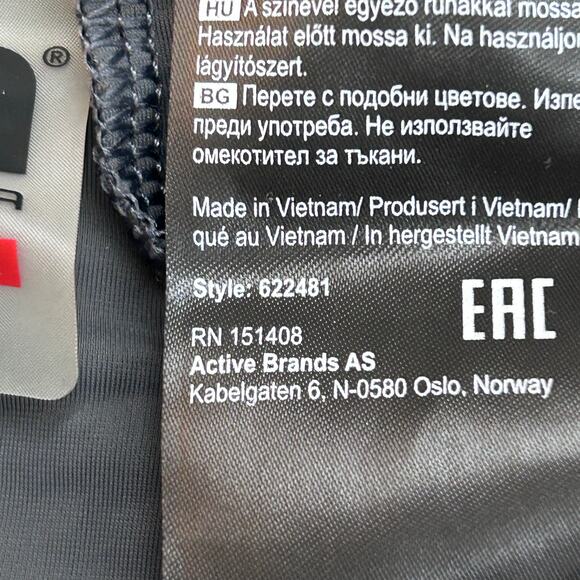 HU A színével egyező ruhákkal mossa
Használat előtt mossa ki. Na használjon
lágyítószert.
BG Перете с подобни цветове. Изпе
преди употреба. Не използвайте
омекотител за тъкани.
Made in Vietnam/ Produsert i Vietnam/
qué au Vietnam / In hergestellt Vietnam
Style: 622481
EAC
RN 151408
Active Brands AS
Kabelgaten 6, N-0580 Oslo, Norway
®